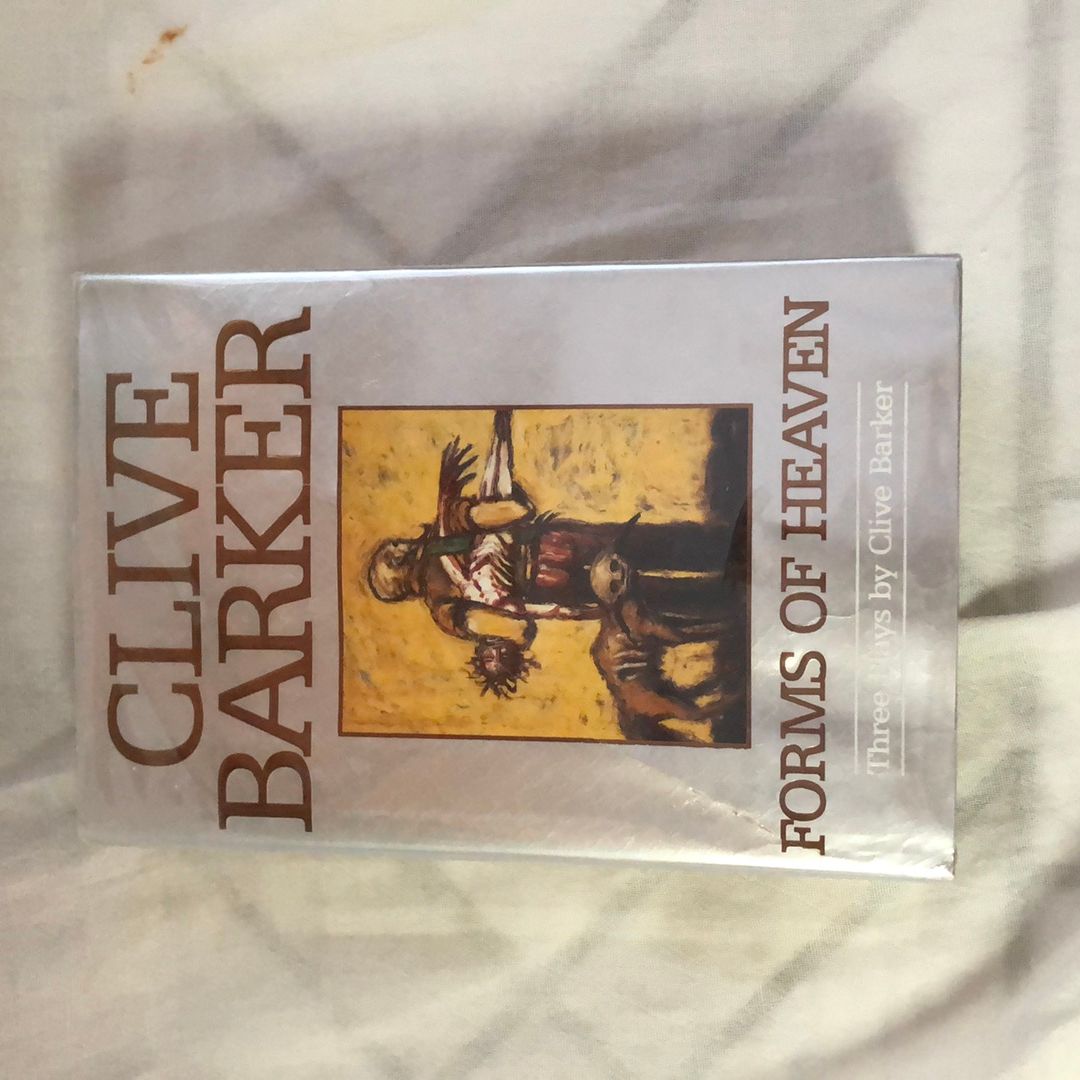 CLIVE
BARKER
FORMS OF HEAVEN
Three Plays by Clive Barker